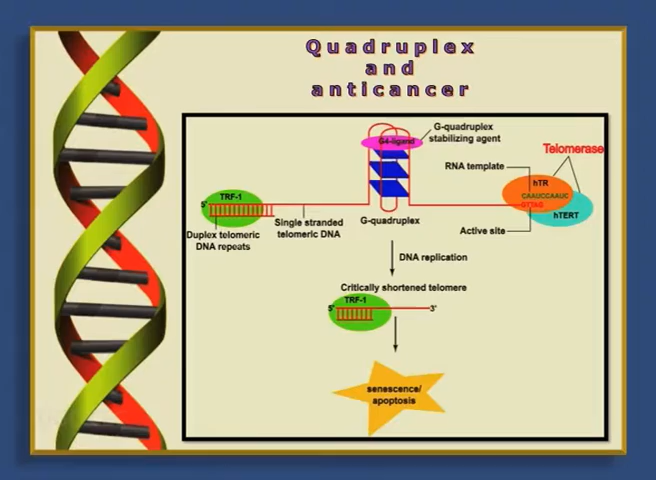 Quadruplex
and
anticancer
G-quadruplex
stabilizing agent
G4-ligand
RNA template
Telomerase
hTR
CAAUCGAAUC
GTTAG
hTERT
Active site
TRF-1
5'
Duplex telomeric
DNA repeats
Single stranded
telomeric DNA
G-quadruplex
DNA replication
Critically shortened telomere
TRF-1
5'
3'
senescence/
apoptosis